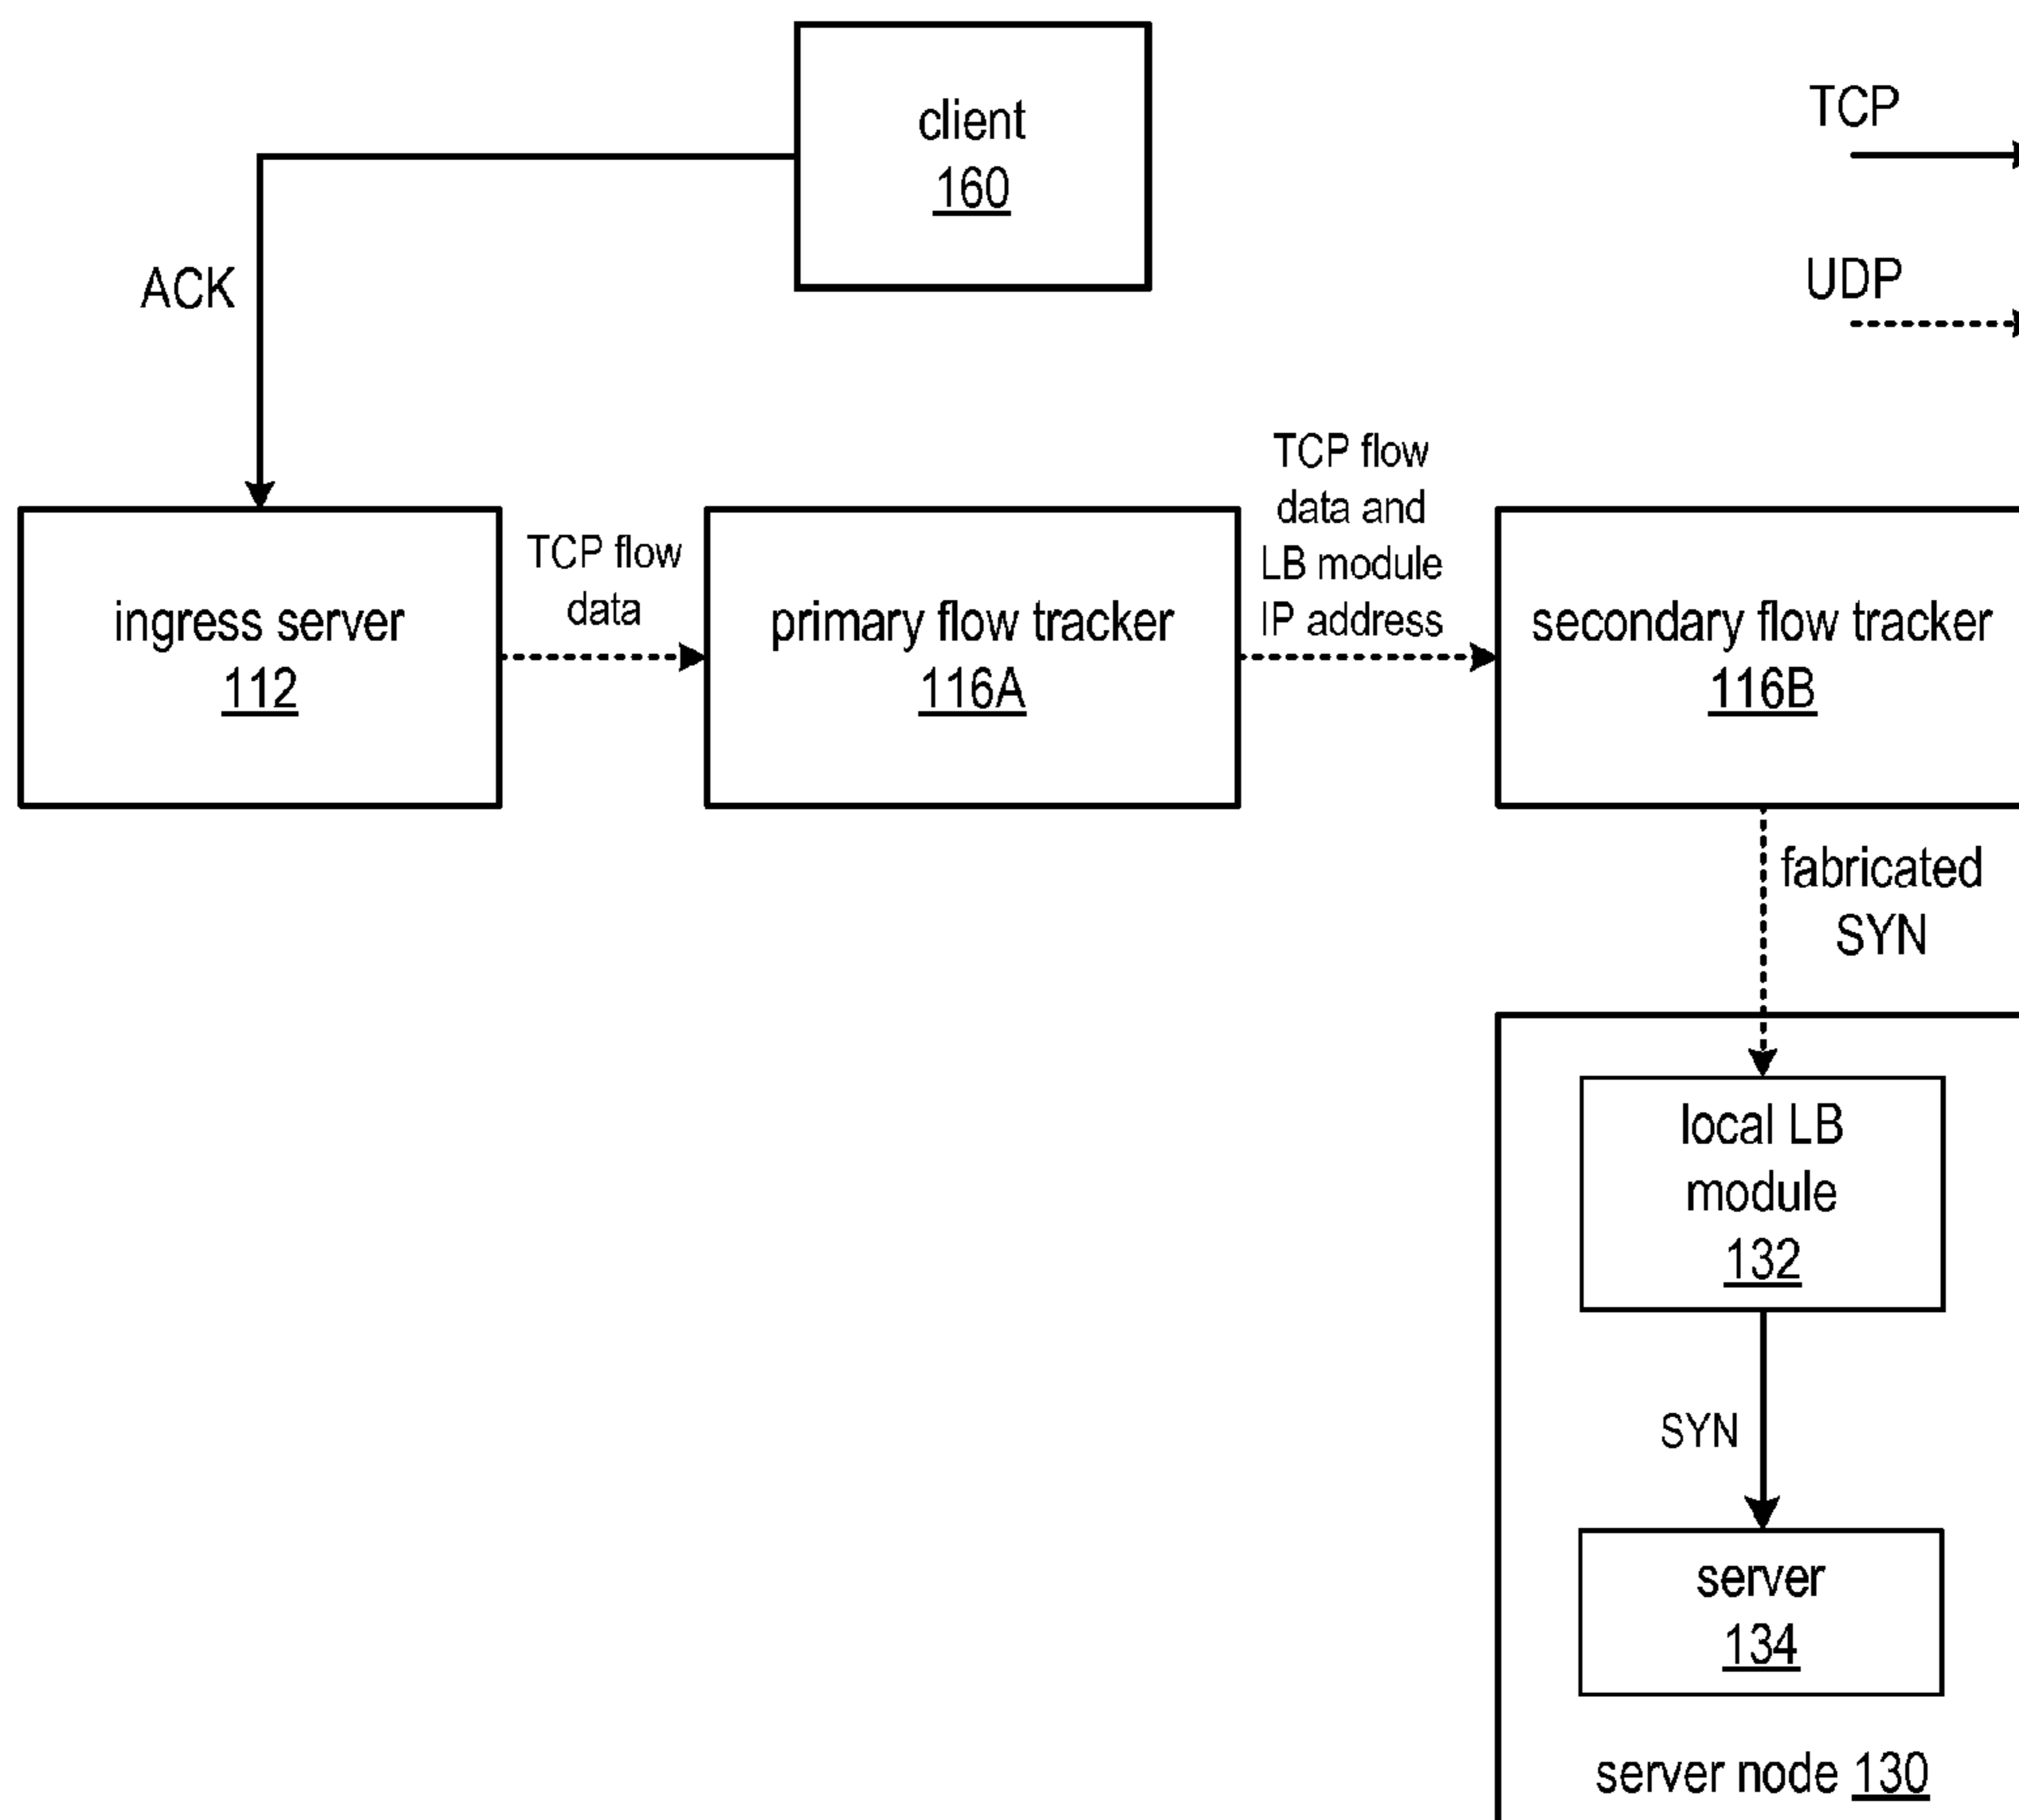 client
160
TCP
UDP
ACK
TCP flow
data and
LB module
IP address
TCP flow
data
ingress server
112
primary flow tracker
116A
secondary flow tracker
116B
fabricated
SYN
local LB
module
132
SYN
server
134
server node 130